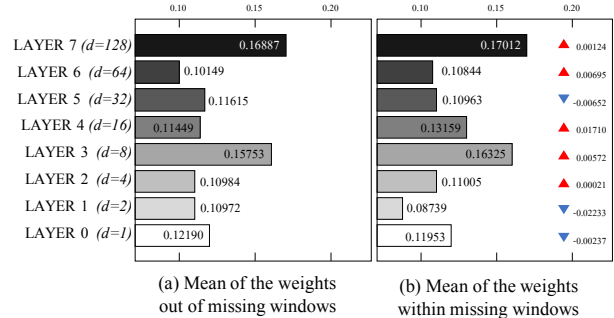 0.10 0.15 0.20 0.10 0.15 0.20
LAYER 7 (d=128) 0.16887 0.17012 0.00124
LAYER 6 (d=64) 0.10149 0.10844 0.00695
LAYER 5 (d=32) 0.11615 0.10963 -0.00652
LAYER 4 (d=16) 0.11449 0.13159 0.01710
LAYER 3 (d=8) 0.15753 0.16325 0.00572
LAYER 2 (d=4) 0.10984 0.11005 0.00021
LAYER 1 (d=2) 0.10972 0.08739 -0.02233
LAYER 0 (d=1) 0.12190 0.11953 -0.00237
(a) Mean of the weights
out of missing windows
(b) Mean of the weights
within missing windows